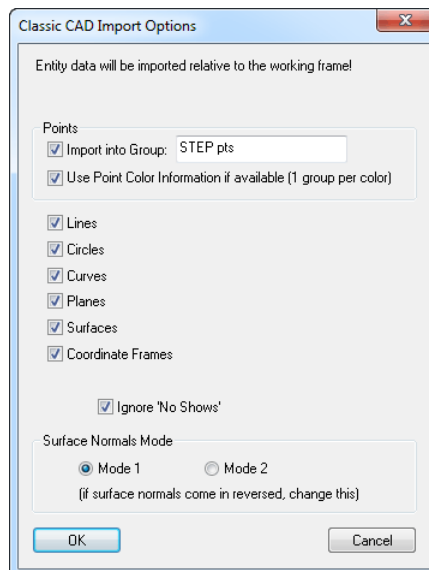 Classic CAD Import Options
Entity data will be imported relative to the working frame!
Points
Import into Group: STEP pts
Use Point Color Information if available (1 group per color)
Lines
Circles
Curves
Planes
Surfaces
Coordinate Frames
Ignore 'No Shows'
Surface Normals Mode
Mode 1 Mode 2
(if surface normals come in reversed, change this)
OK Cancel